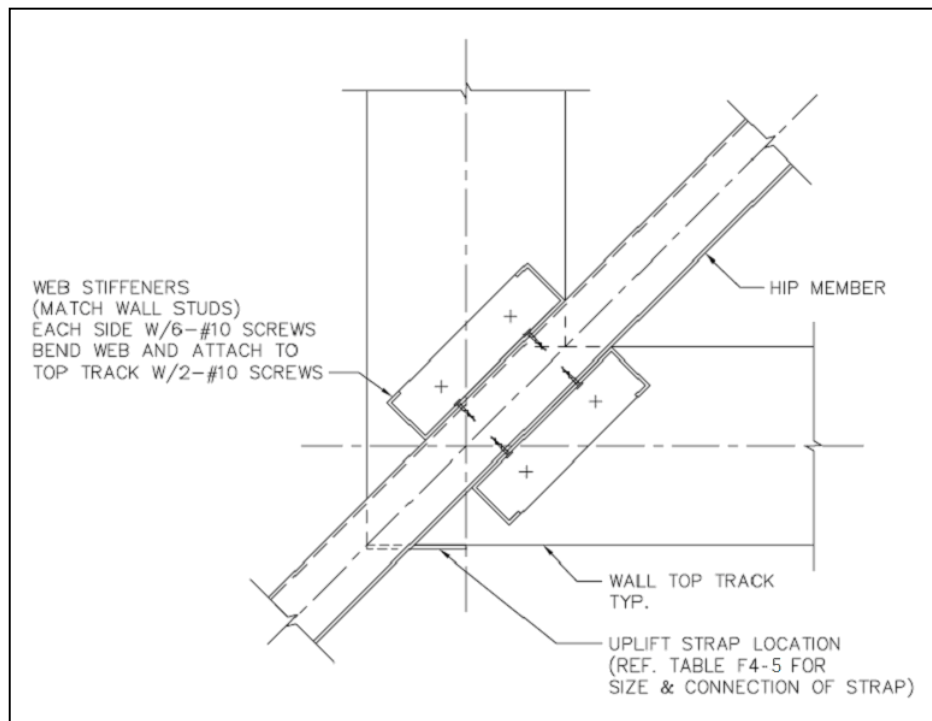 WEB STIFFENERS
(MATCH WALL STUDS)
EACH SIDE W/6-#10 SCREWS
BEND WEB AND ATTACH TO
TOP TRACK W/2-#10 SCREWS
HIP MEMBER
WALL TOP TRACK
TYP.
UPLIFT STRAP LOCATION
(REF. TABLE F4-5 FOR
SIZE & CONNECTION OF STRAP)